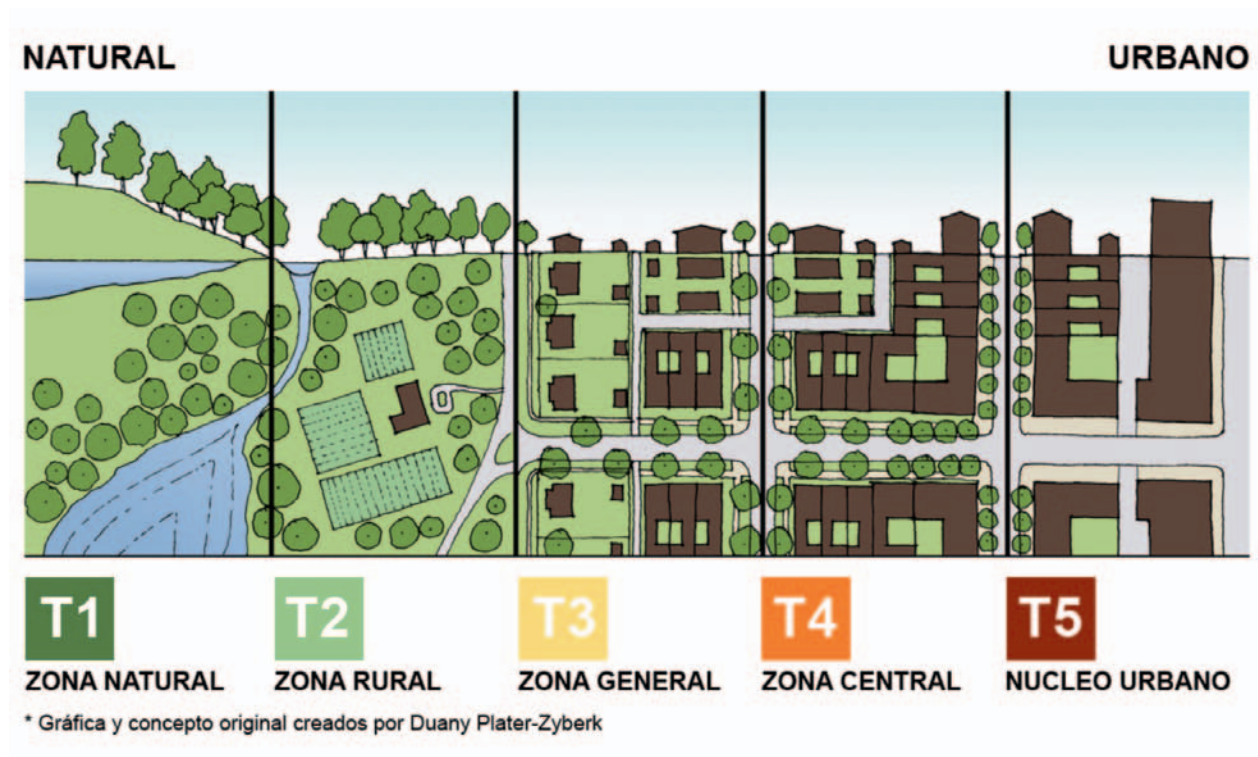 NATURAL
URBANO
T1
T2
T3
T4
T5
ZONA NATURAL
ZONA RURAL
ZONA GENERAL
ZONA CENTRAL
NUCLEO URBANO
* Gráfica y concepto original creados por Duany Plater-Zyberk